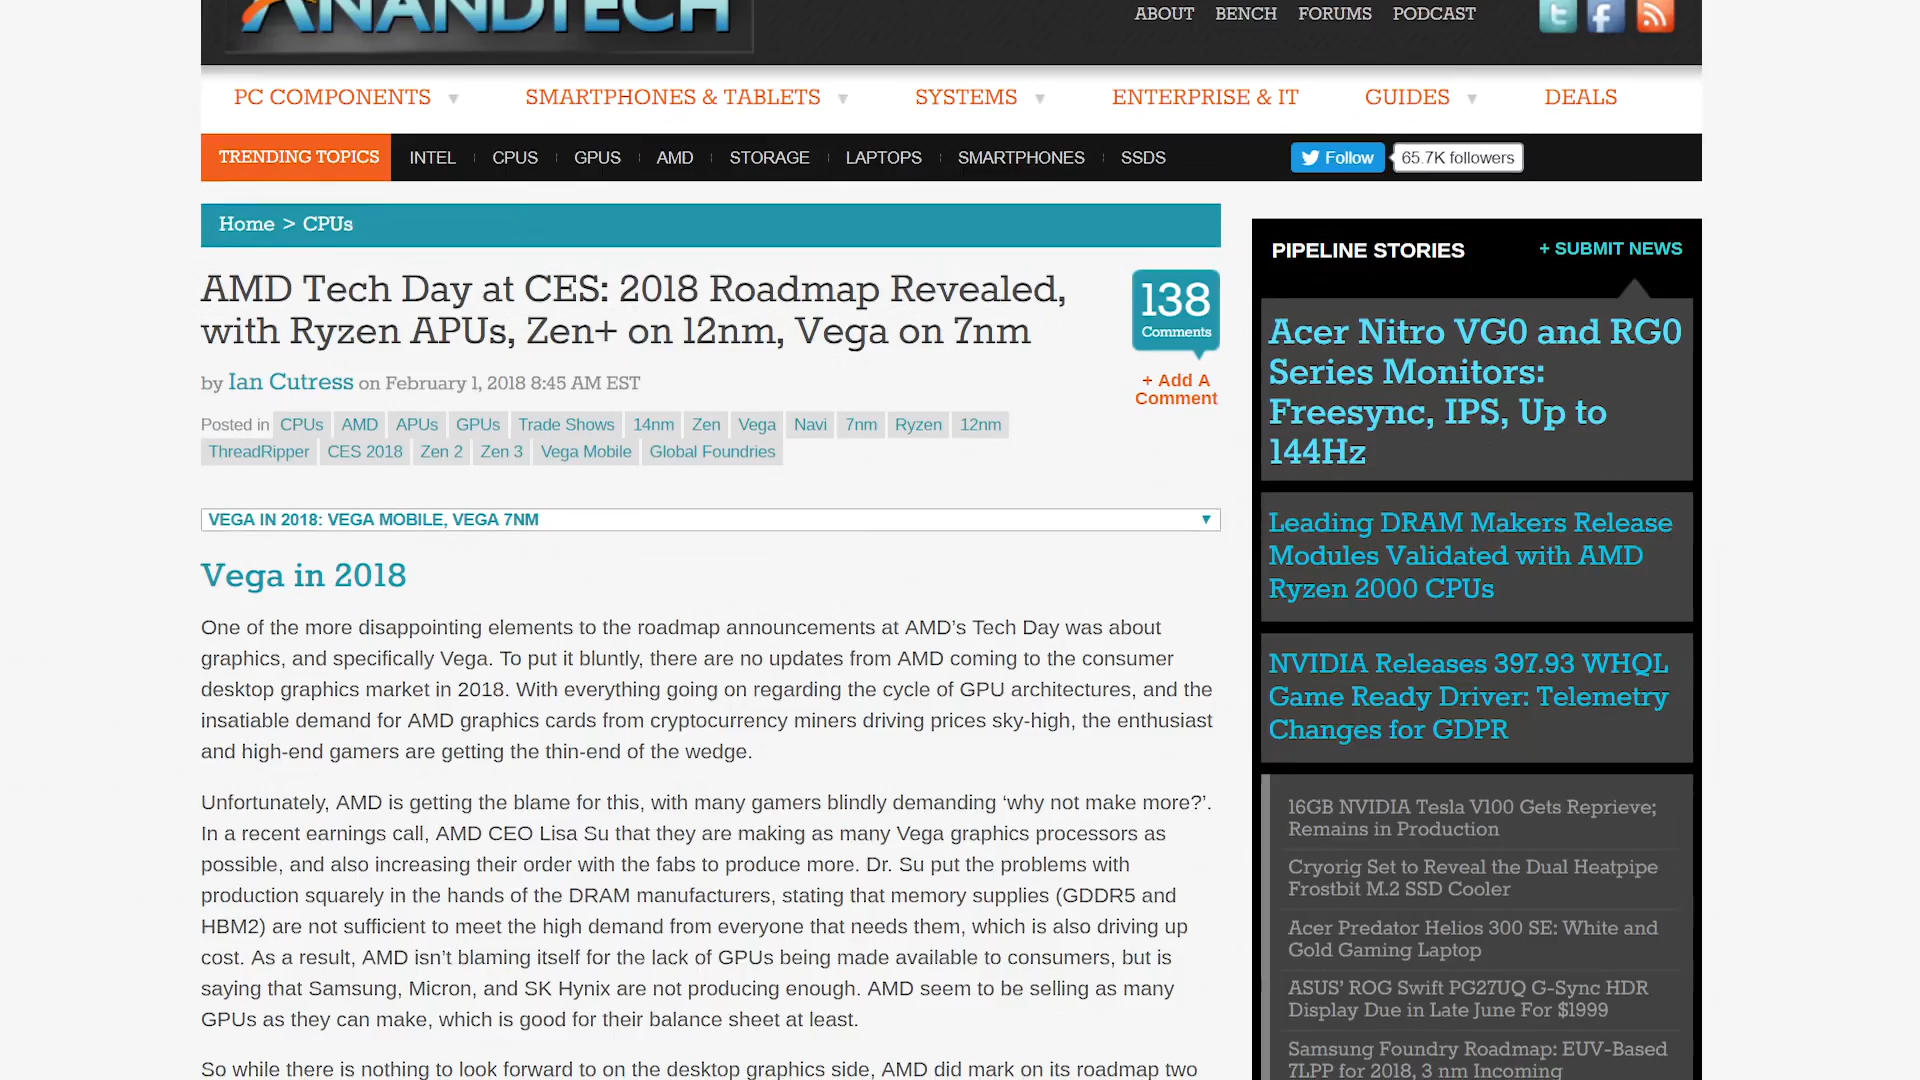 ANANDTECH
ABOUT BENCH FORUMS PODCAST
PC COMPONENTS SMARTPHONES & TABLETS SYSTEMS ENTERPRISE & IT GUIDES DEALS
TRENDING TOPICS INTEL CPUS GPUS AMD STORAGE LAPTOPS SMARTPHONES SSDS Follow 65.7K followers
Home > CPUs
AMD Tech Day at CES: 2018 Roadmap Revealed,
with Ryzen APUs, Zen+ on 12nm, Vega on 7nm
by Ian Cutress on February 1, 2018 8:45 AM EST
138
Comments
+ Add A
Comment
Posted in CPUs AMD APUs GPUs Trade Shows 14nm Zen Vega Navi 7nm Ryzen 12nm
ThreadRipper CES 2018 Zen 2 Zen 3 Vega Mobile Global Foundries
VEGA IN 2018: VEGA MOBILE, VEGA 7NM
Vega in 2018
One of the more disappointing elements to the roadmap announcements at AMD’s Tech Day was about
graphics, and specifically Vega. To put it bluntly, there are no updates from AMD coming to the consumer
desktop graphics market in 2018. With everything going on regarding the cycle of GPU architectures, and the
insatiable demand for AMD graphics cards from cryptocurrency miners driving prices sky-high, the enthusiast
and high-end gamers are getting the thin-end of the wedge.
Unfortunately, AMD is getting the blame for this, with many gamers blindly demanding ‘why not make more?’.
In a recent earnings call, AMD CEO Lisa Su that they are making as many Vega graphics processors as
possible, and also increasing their order with the fabs to produce more. Dr. Su put the problems with
production squarely in the hands of the DRAM manufacturers, stating that memory supplies (GDDR5 and
HBM2) are not sufficient to meet the high demand from everyone that needs them, which is also driving up
cost. As a result, AMD isn’t blaming itself for the lack of GPUs being made available to consumers, but is
saying that Samsung, Micron, and SK Hynix are not producing enough. AMD seem to be selling as many
GPUs as they can make, which is good for their balance sheet at least.
So while there is nothing to look forward to on the desktop graphics side, AMD did mark on its roadmap two
PIPELINE STORIES + SUBMIT NEWS
Acer Nitro VG0 and RG0
Series Monitors:
Freesync, IPS, Up to
144Hz
Leading DRAM Makers Release
Modules Validated with AMD
Ryzen 2000 CPUs
NVIDIA Releases 397.93 WHQL
Game Ready Driver: Telemetry
Changes for GDPR
16GB NVIDIA Tesla V100 Gets Reprieve;
Remains in Production
Cryorig Set to Reveal the Dual Heatpipe
Frostbit M.2 SSD Cooler
Acer Predator Helios 300 SE: White and
Gold Gaming Laptop
ASUS’ ROG Swift PG27UQ G-Sync HDR
Display Due in Late June For $1999
Samsung Foundry Roadmap: EUV-Based
7LPP for 2018, 3 nm Incoming